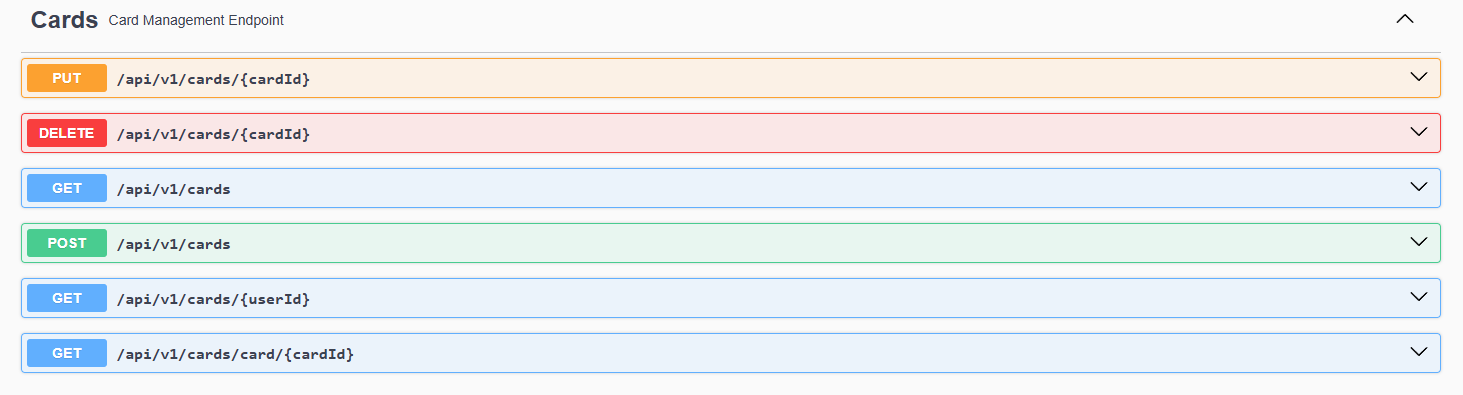 Cards Card Management Endpoint
PUT /api/v1/cards/{cardId}
DELETE /api/v1/cards/{cardId}
GET /api/v1/cards
POST /api/v1/cards
GET /api/v1/cards/{userId}
GET /api/v1/cards/card/{cardId}